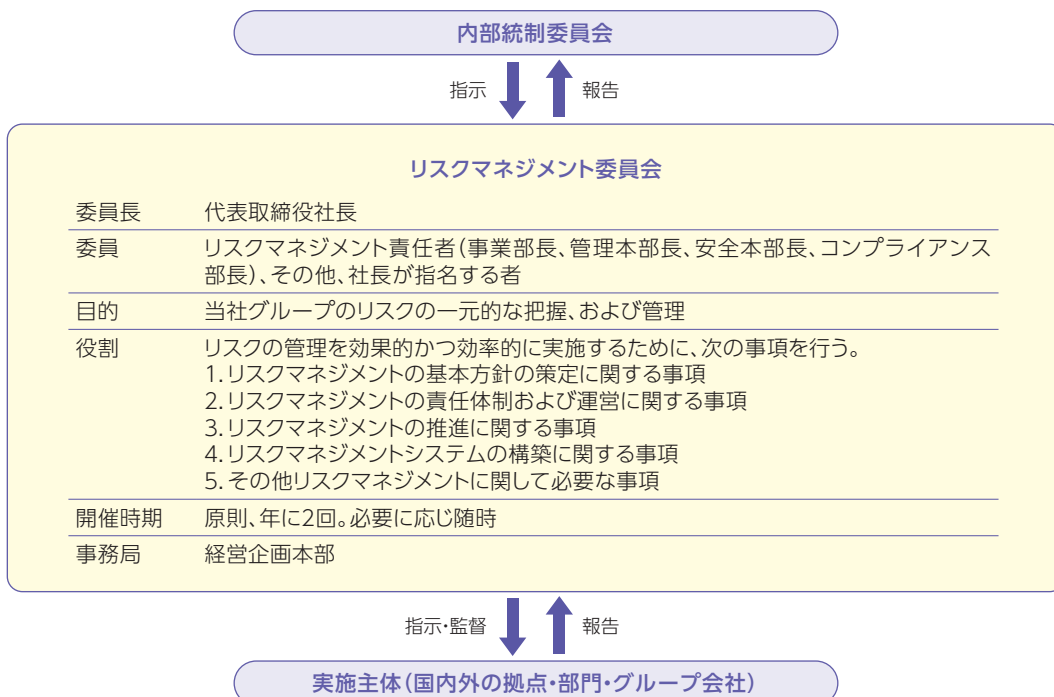 内部統制委員会
指示 報告
リスクマネジメント委員会
委員長 代表取締役社長
委員 リスクマネジメント責任者(事業部長、管理本部長、安全本部長、コンプライアンス
部長)、その他、社長が指名する者
目的 当社グループのリスクの一元的な把握、および管理
役割 リスクの管理を効果的かつ効率的に実施するために、次の事項を行う。
1.リスクマネジメントの基本方針の策定に関する事項
2.リスクマネジメントの責任体制および運営に関する事項
3.リスクマネジメントの推進に関する事項
4.リスクマネジメントシステムの構築に関する事項
5.その他リスクマネジメントに関して必要な事項
開催時期 原則、年に2回。必要に応じ随時
事務局 経営企画本部
指示・監督 報告
実施主体(国内外の拠点・部門・グループ会社)